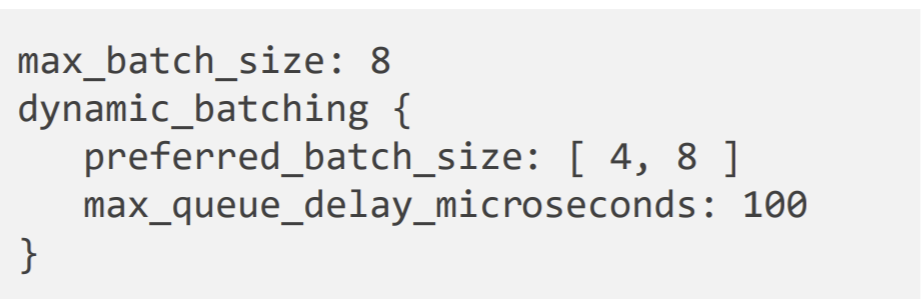 max_batch_size: 8
dynamic_batching {
   preferred_batch_size: [ 4, 8 ]
   max_queue_delay_microseconds: 100
}